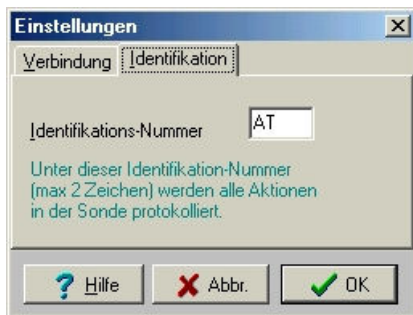 Einstellungen
Verbindung Identifikation
Identifikations-Nummer AT
Unter dieser Identifikation-Nummer
(max 2 Zeichen) werden alle Aktionen
in der Sonde protokolliert.
Hilfe Abbr. OK